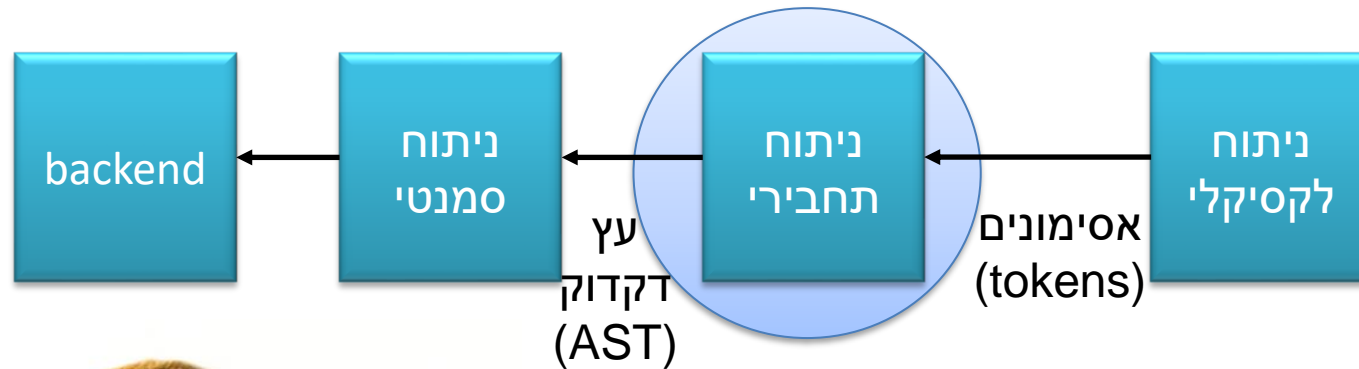 ניתוח
לקסיקלי
אסימונים
(tokens)
ניתוח
תחבירי
עץ
דקדוק
(AST)
ניתוח
סמנטי
backend